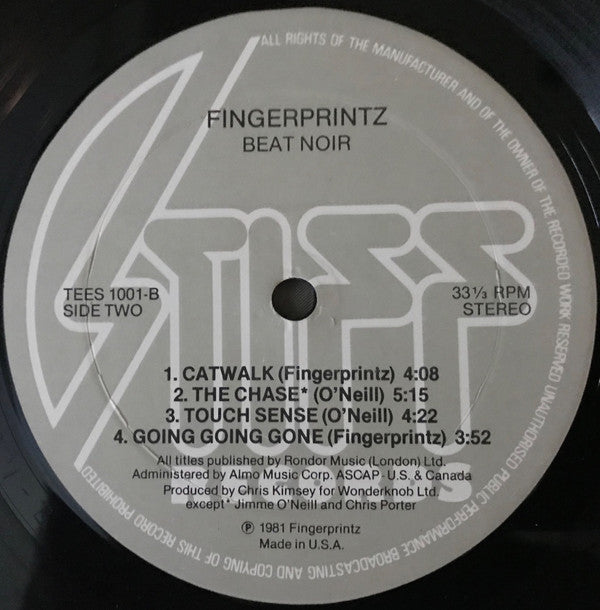 ALL RIGHTS OF THE MANUFACTURER AND OF THE OWNER OF THE RECORDED WORK RESERVED UNAUTHORISED PUBLIC PERFORMANCE BROADCASTING AND COPYING OF THIS RECORD PROHIBITED
FINGERPRINTZ
BEAT NOIR
STIFF
TEES 1001-B
SIDE TWO
33⅓ RPM
STEREO
1. CATWALK (Fingerprintz) 4:08
2. THE CHASE* (O'Neill) 5:15
3. TOUCH SENSE (O'Neill) 4:22
4. GOING GOING GONE (Fingerprintz) 3:52
All titles published by Rondor Music (London) Ltd.
Administered by Almo Music Corp. ASCAP - U.S. & Canada
Produced by Chris Kimsey for Wonderknob Ltd.
except* Jimme O'Neill and Chris Porter
℗ 1981 Fingerprintz
Made in U.S.A.